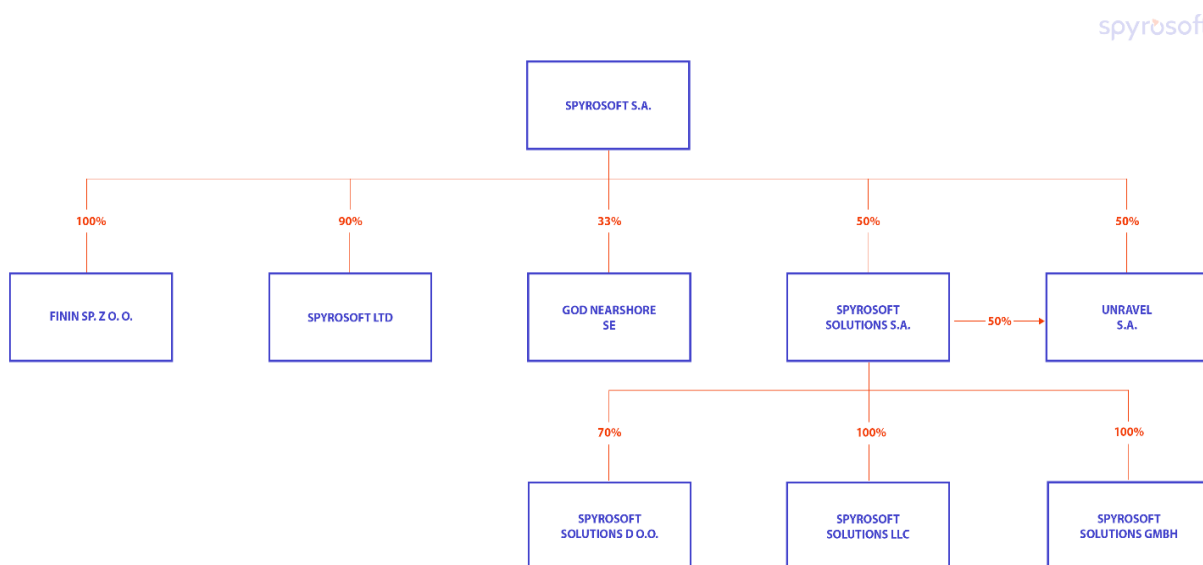 spyrosoft
SPYROSOFT S.A.
100%
90%
33%
50%
50%
FININ SP. Z O. O.
SPYROSOFT LTD
GOD NEARSHORE
SE
SPYROSOFT
SOLUTIONS S.A.
50%
UNRAVEL
S.A.
70%
100%
100%
SPYROSOFT
SOLUTIONS D O.O.
SPYROSOFT
SOLUTIONS LLC
SPYROSOFT
SOLUTIONS GMBH